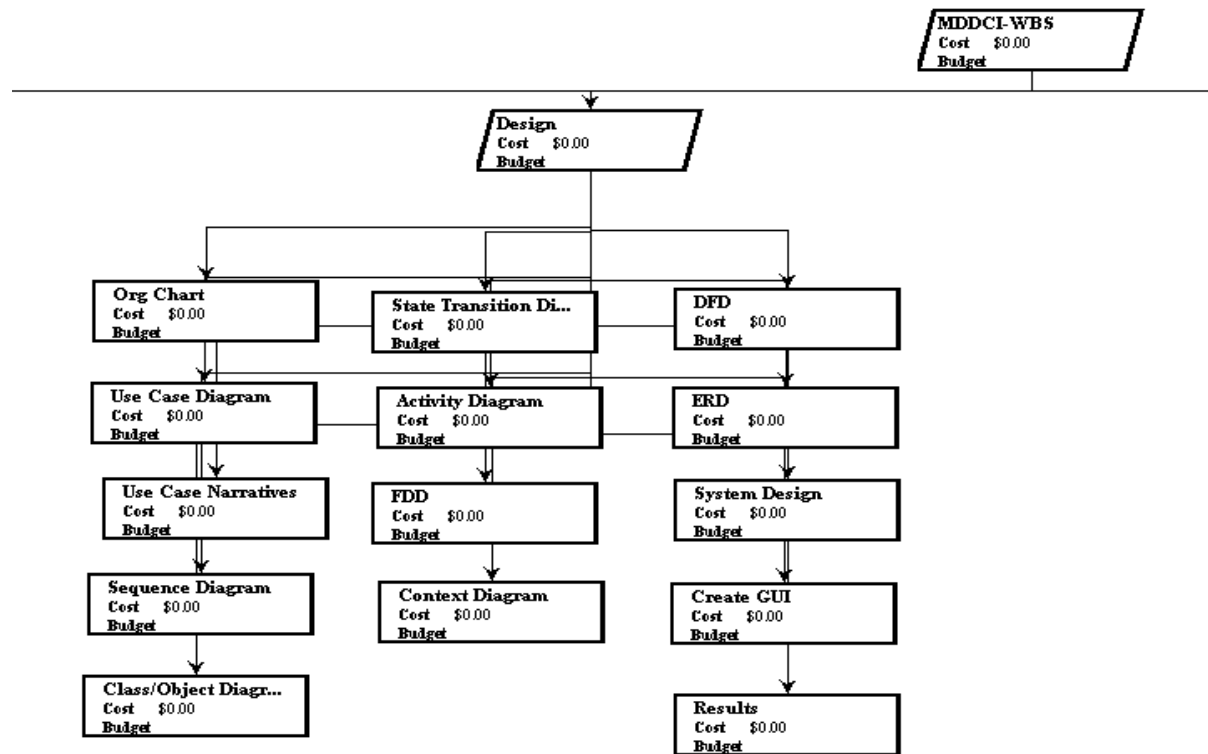 MDDCI-WBS
Cost $0.00
Budget
Design
Cost $0.00
Budget
Org Chart
Cost $0.00
Budget
State Transition Di...
Cost $0.00
Budget
DFD
Cost $0.00
Budget
Use Case Diagram
Cost $0.00
Budget
Activity Diagram
Cost $0.00
Budget
ERD
Cost $0.00
Budget
Use Case Narratives
Cost $0.00
Budget
FDD
Cost $0.00
Budget
System Design
Cost $0.00
Budget
Sequence Diagram
Cost $0.00
Budget
Context Diagram
Cost $0.00
Budget
Create GUI
Cost $0.00
Budget
Class/Object Diagr...
Cost $0.00
Budget
Results
Cost $0.00
Budget